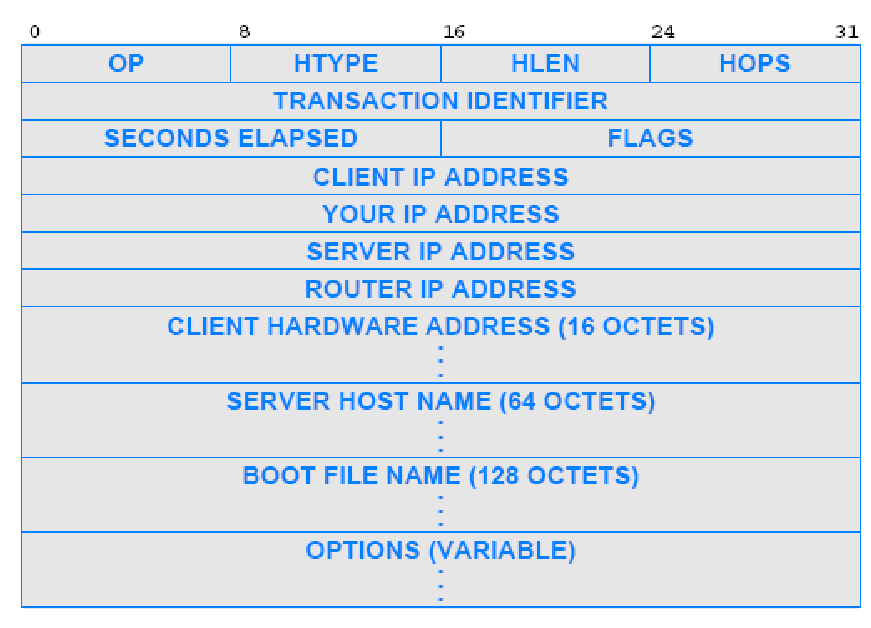 0 8 16 24 31
OP HTYPE HLEN HOPS
TRANSACTION IDENTIFIER
SECONDS ELAPSED FLAGS
CLIENT IP ADDRESS
YOUR IP ADDRESS
SERVER IP ADDRESS
ROUTER IP ADDRESS
CLIENT HARDWARE ADDRESS (16 OCTETS)
SERVER HOST NAME (64 OCTETS)
BOOT FILE NAME (128 OCTETS)
OPTIONS (VARIABLE)